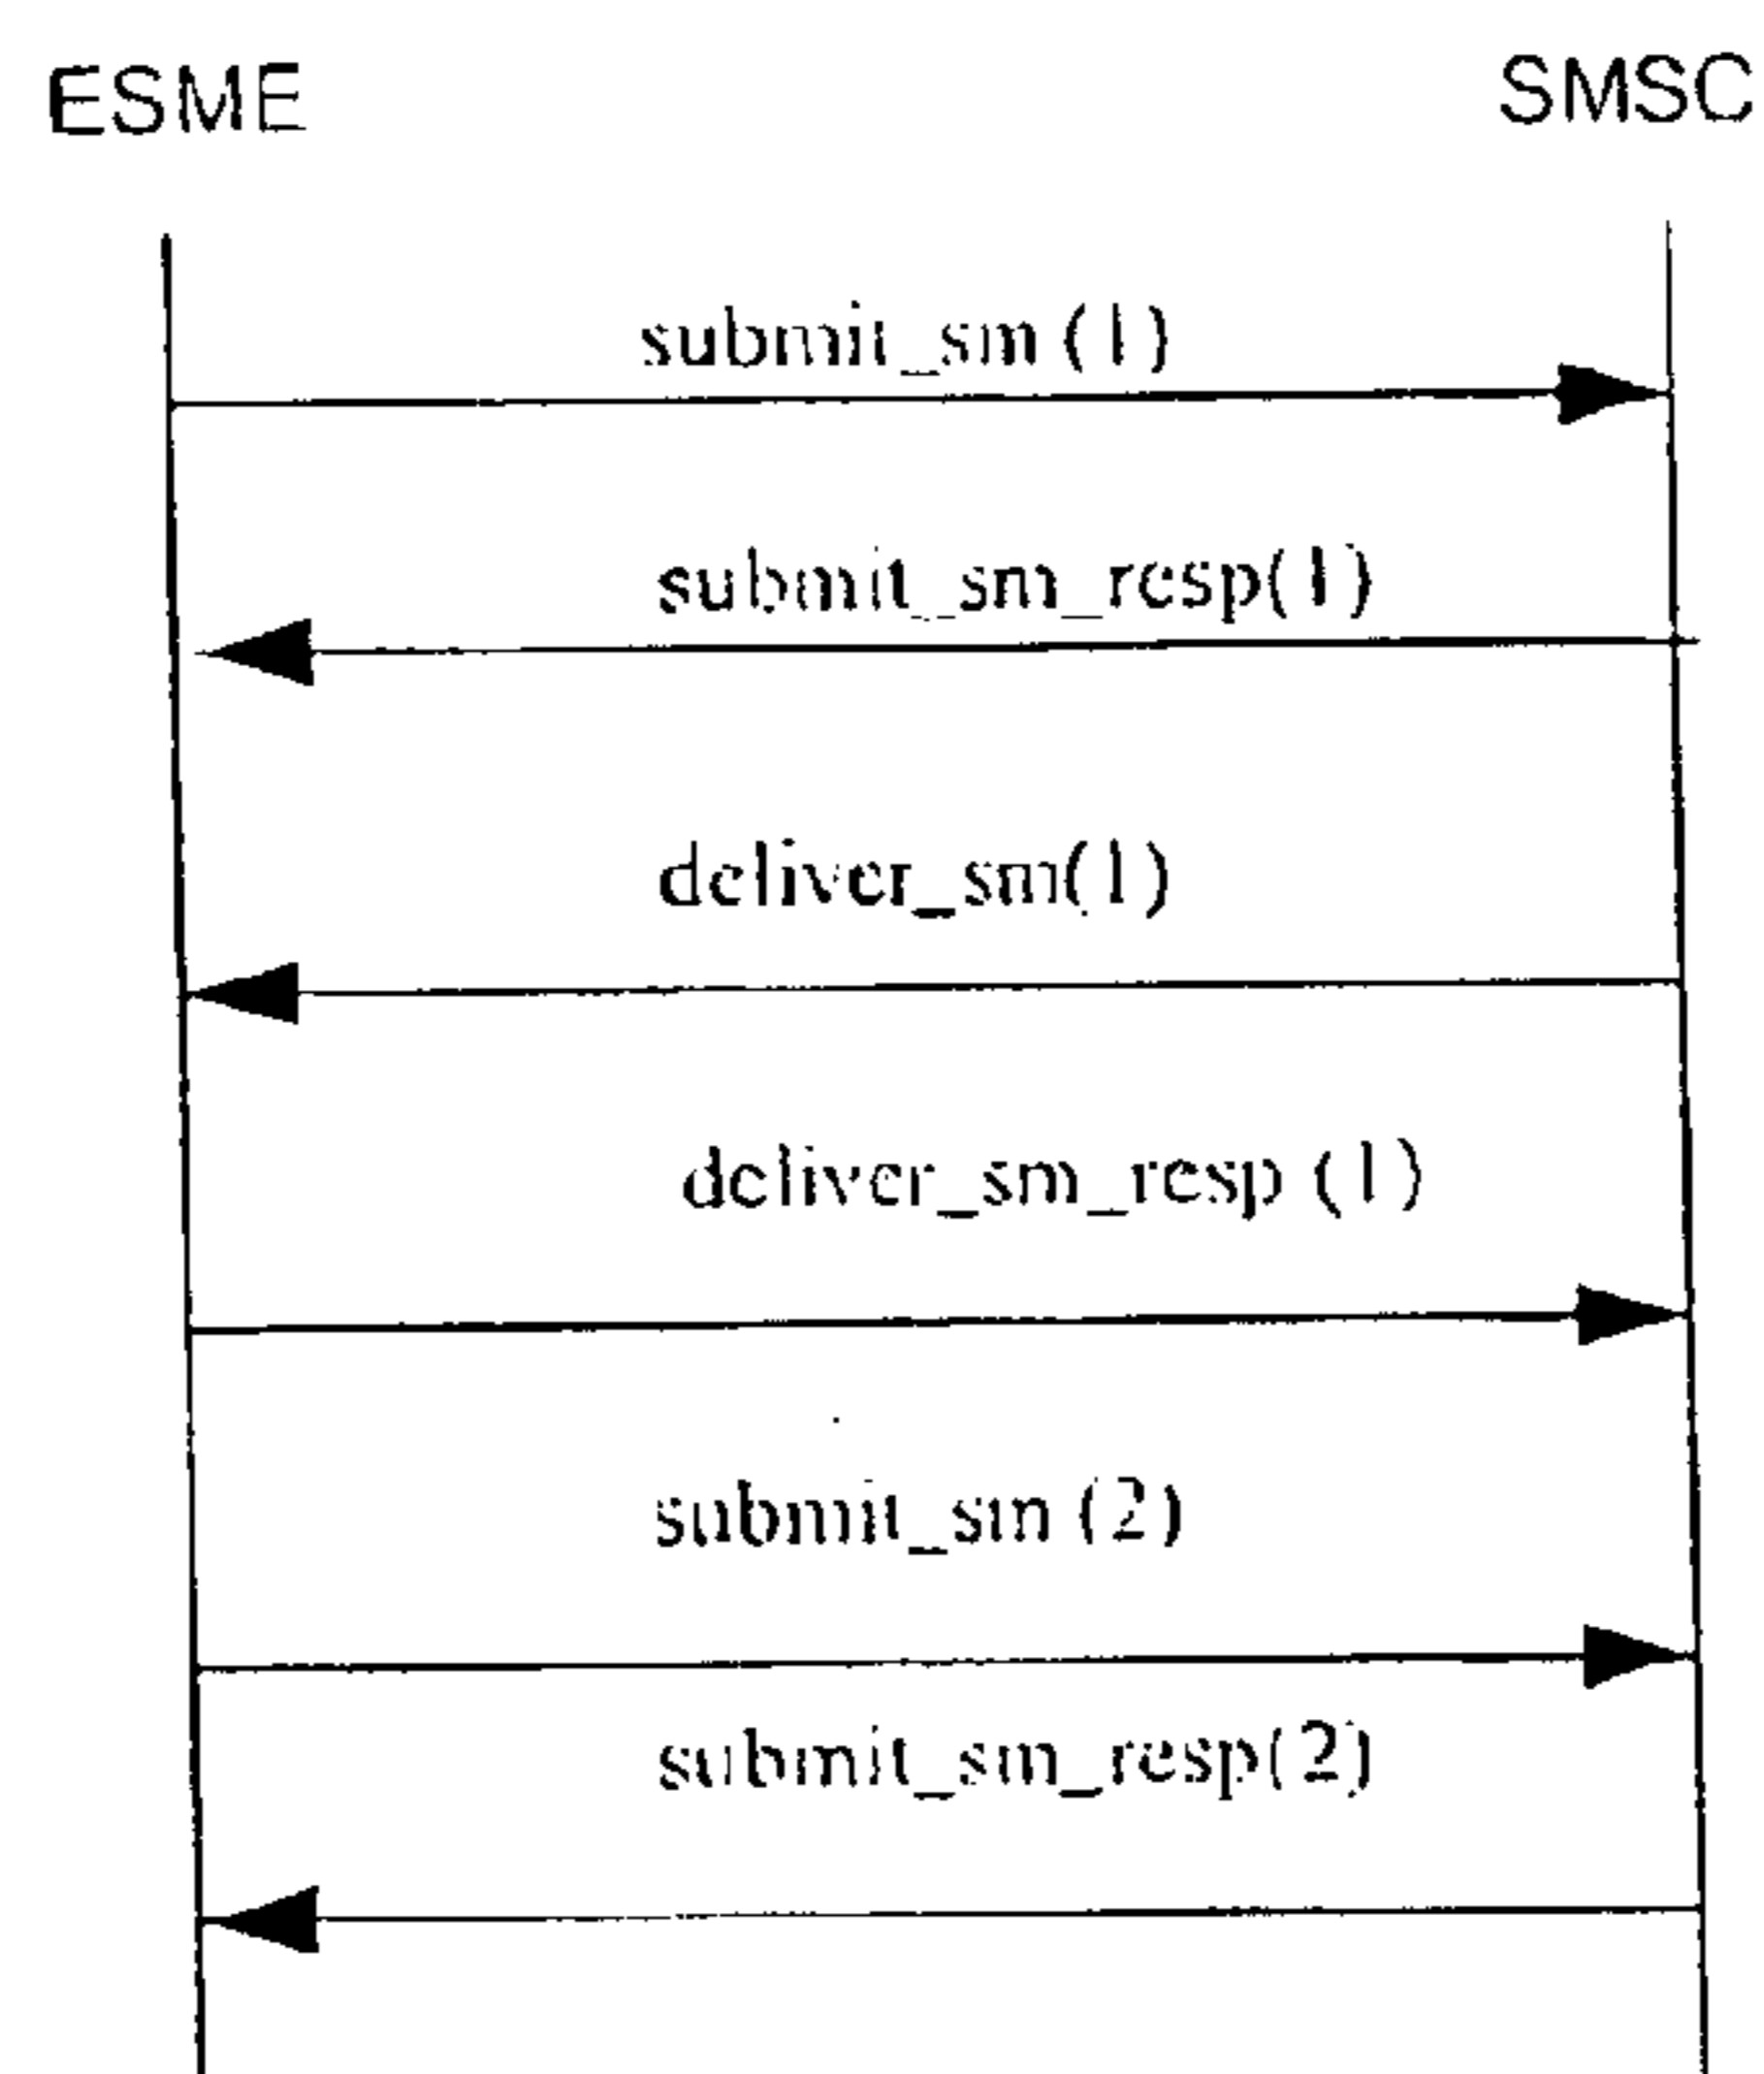 ESME SMSC
submit_sm (1)
submit_sm_resp(1)
deliver_sm(1)
deliver_sm_resp (1)
submit_sm (2)
submit_sm_resp(2)